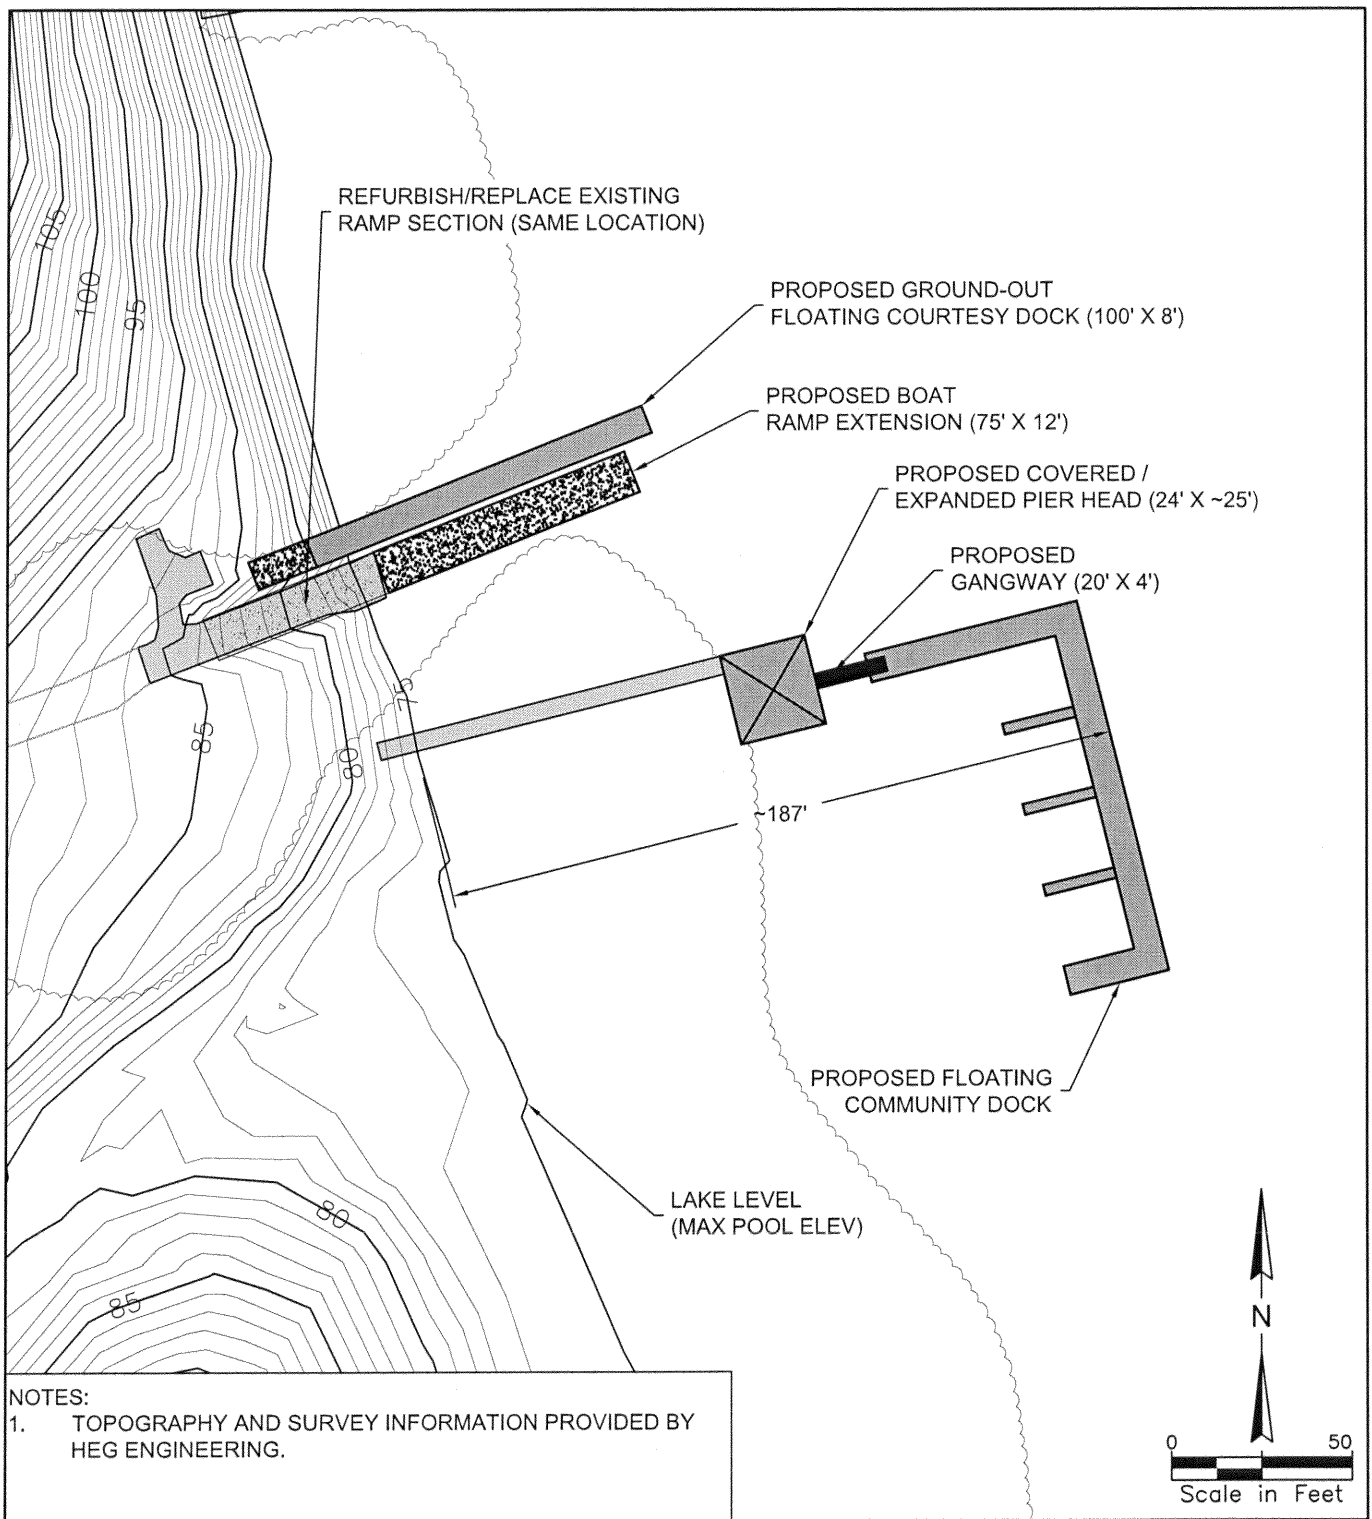 REFURBISH/REPLACE EXISTING
RAMP SECTION (SAME LOCATION)
PROPOSED GROUND-OUT
FLOATING COURTESY DOCK (100' X 8')
PROPOSED BOAT
RAMP EXTENSION (75' X 12')
PROPOSED COVERED /
EXPANDED PIER HEAD (24' X ~25')
PROPOSED
GANGWAY (20' X 4')
105
100
95
75
85
80
~187'
PROPOSED FLOATING
COMMUNITY DOCK
LAKE LEVEL
(MAX POOL ELEV)
80
85
N
0 50
Scale in Feet
NOTES:
1. TOPOGRAPHY AND SURVEY INFORMATION PROVIDED BY
HEG ENGINEERING.